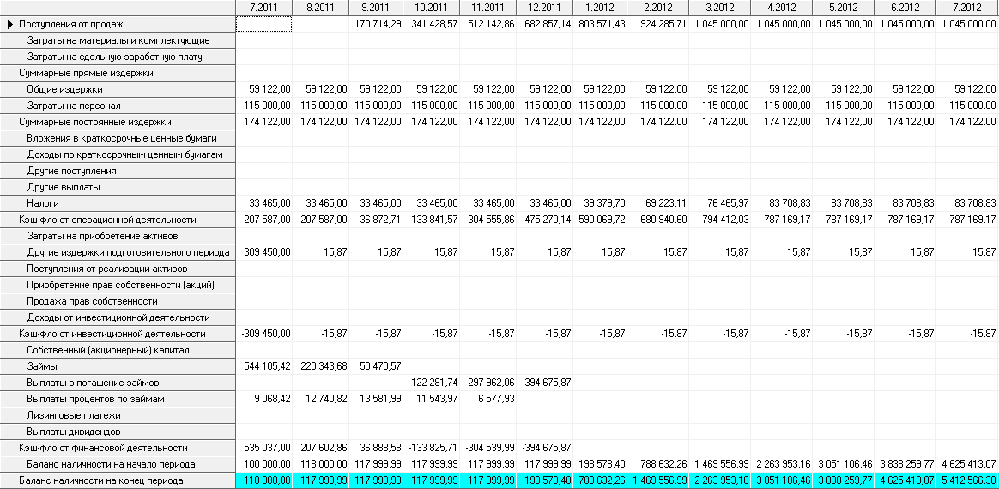 7.2011 8.2011 9.2011 10.2011 11.2011 12.2011 1.2012 2.2012 3.2012 4.2012 5.2012 6.2012 7.2012
Поступления от продаж 170 714,29 341 428,57 512 142,86 682 857,14 803 571,43 924 285,71 1 045 000,00 1 045 000,00 1 045 000,00 1 045 000,00 1 045 000,00
Затраты на материалы и комплектующие
Затраты на сдельную заработную плату
Суммарные прямые издержки
Общие издержки 59 122,00 59 122,00 59 122,00 59 122,00 59 122,00 59 122,00 59 122,00 59 122,00 59 122,00 59 122,00 59 122,00 59 122,00 59 122,00
Затраты на персонал 115 000,00 115 000,00 115 000,00 115 000,00 115 000,00 115 000,00 115 000,00 115 000,00 115 000,00 115 000,00 115 000,00 115 000,00 115 000,00
Суммарные постоянные издержки 174 122,00 174 122,00 174 122,00 174 122,00 174 122,00 174 122,00 174 122,00 174 122,00 174 122,00 174 122,00 174 122,00 174 122,00 174 122,00
Вложения в краткосрочные ценные бумаги
Доходы по краткосрочным ценным бумагам
Другие поступления
Другие выплаты
Налоги 33 465,00 33 465,00 33 465,00 33 465,00 33 465,00 33 465,00 39 379,70 69 223,11 76 465,97 83 708,83 83 708,83 83 708,83 83 708,83
Кэш-фло от операционной деятельности -207 587,00 -207 587,00 -36 872,71 133 841,57 304 555,86 475 270,14 590 069,72 680 940,60 794 412,03 787 169,17 787 169,17 787 169,17 787 169,17
Затраты на приобретение активов
Другие издержки подготовительного периода 309 450,00 15,87 15,87 15,87 15,87 15,87 15,87 15,87 15,87 15,87 15,87 15,87 15,87
Поступления от реализации активов
Приобретение прав собственности (акций)
Продажа прав собственности
Доходы от инвестиционной деятельности
Кэш-фло от инвестиционной деятельности -309 450,00 -15,87 -15,87 -15,87 -15,87 -15,87 -15,87 -15,87 -15,87 -15,87 -15,87 -15,87 -15,87
Собственный (акционерный) капитал
Займы 544 105,42 220 343,68 50 470,57
Выплаты в погашение займов 122 281,74 297 962,06 394 675,87
Выплаты процентов по займам 9 068,42 12 740,82 13 581,99 11 543,97 6 577,93
Лизинговые платежи
Выплаты дивидендов
Кэш-фло от финансовой деятельности 535 037,00 207 602,86 36 888,58 -133 825,71 -304 539,99 -394 675,87
Баланс наличности на начало периода 100 000,00 118 000,00 117 999,99 117 999,99 117 999,99 117 999,99 198 578,40 788 632,26 1 469 556,99 2 263 953,16 3 051 106,46 3 838 259,77 4 625 413,07
Баланс наличности на конец периода 118 000,00 117 999,99 117 999,99 117 999,99 117 999,99 198 578,40 788 632,26 1 469 556,99 2 263 953,16 3 051 106,46 3 838 259,77 4 625 413,07 5 412 566,38